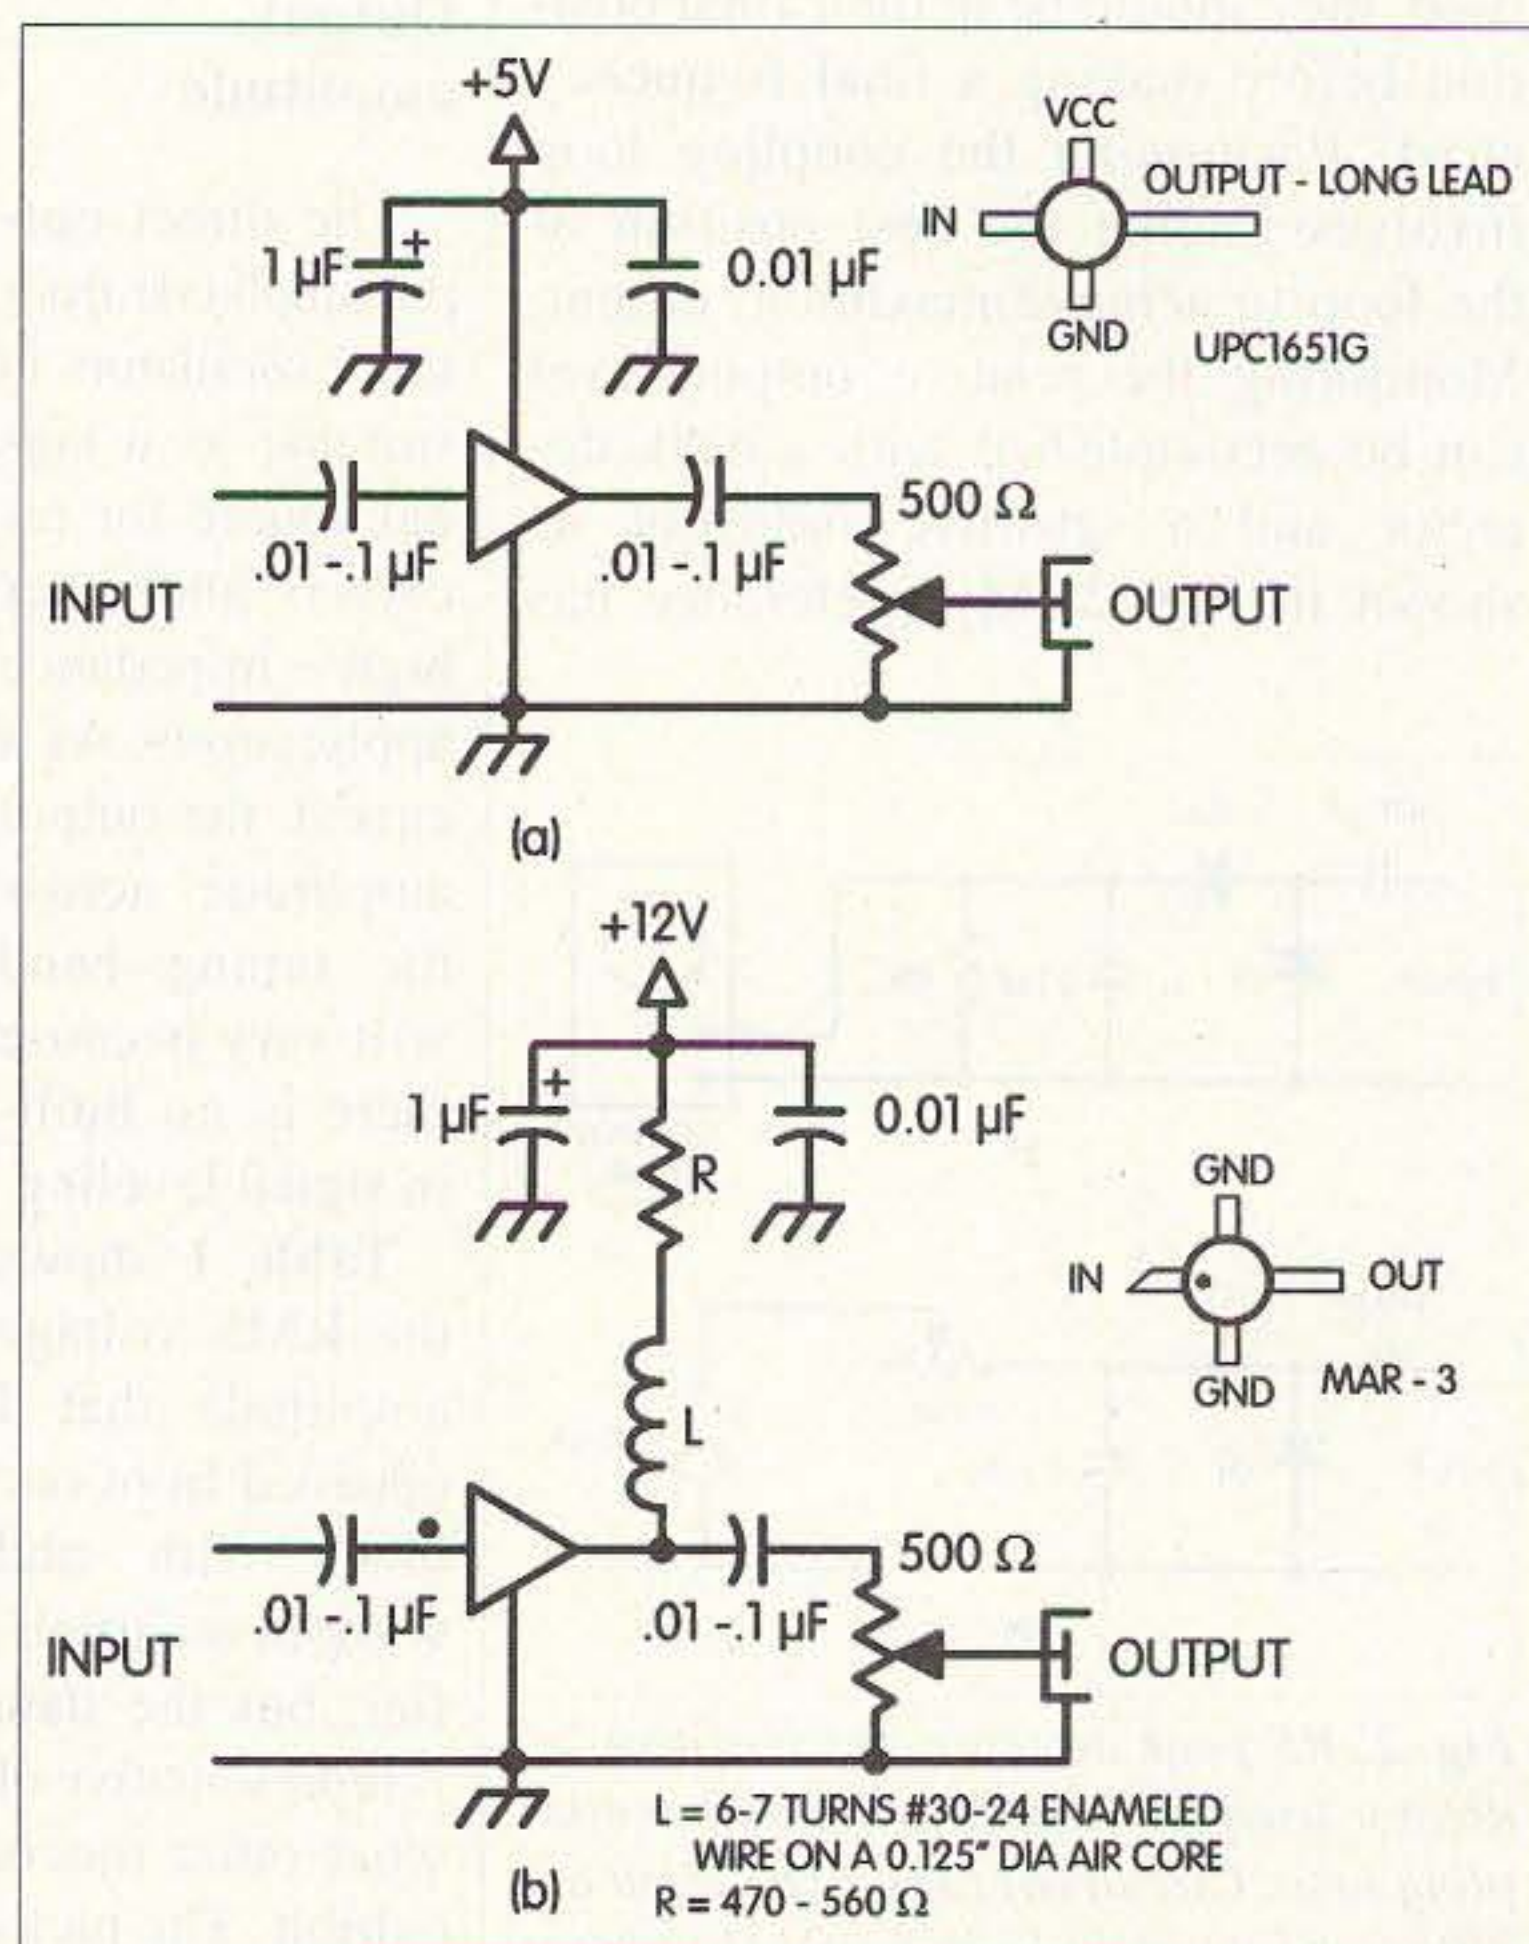 +5V
VCC
OUTPUT - LONG LEAD
IN
+
1 µF
0.01 µF
GND
UPC1651G
500 Ω
.01 -.1 µF
.01 -.1 µF
INPUT
OUTPUT
(a)
+12V
+
1 µF
0.01 µF
R
GND
IN
OUT
GND
MAR - 3
L
500 Ω
.01 -.1 µF
.01 -.1 µF
INPUT
OUTPUT
L = 6-7 TURNS #30-24 ENAMELED
WIRE ON A 0.125" DIA AIR CORE
(b)
R = 470 - 560 Ω